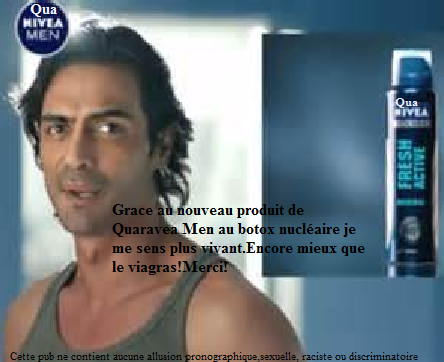 Qua
NIVEA
MEN
Qua
NIVEA
FRESH
ACTIVE
Grace au nouveau produit de
Quaravea Men au botox nucléaire je
me sens plus vivant.Encore mieux que
le viagras!Merci!
Cette pub ne contient aucune allusion pronographique,sexuelle, raciste ou discriminatoire